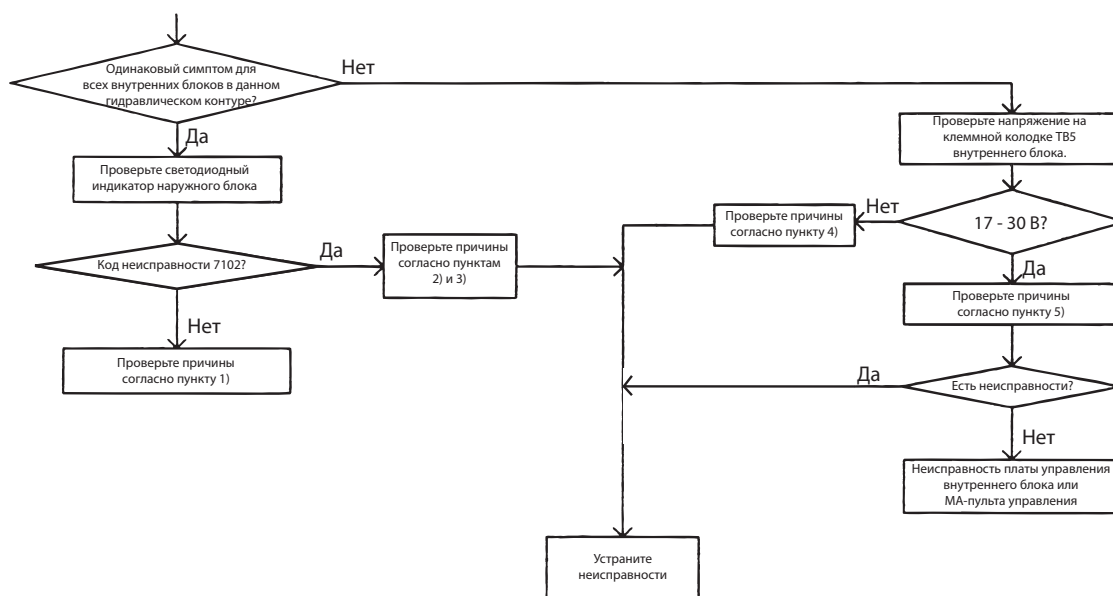 Одинаковый симптом для
всех внутренних блоков в данном
гидравлическом контуре?
Нет
Да
Проверьте светодиодный
индикатор наружного блока
Код неисправности 7102?
Да
Проверьте причины
согласно пунктам
2) и 3)
Нет
Проверьте причины
согласно пункту 1)
Проверьте напряжение на
клеммной колодке TB5
внутреннего блока.
17 - 30 В?
Нет
Проверьте причины
согласно пункту 4)
Да
Проверьте причины
согласно пункту 5)
Есть неисправности?
Да
Нет
Неисправность платы управления
внутреннего блока или
МА-пульта управления
Устраните
неисправности